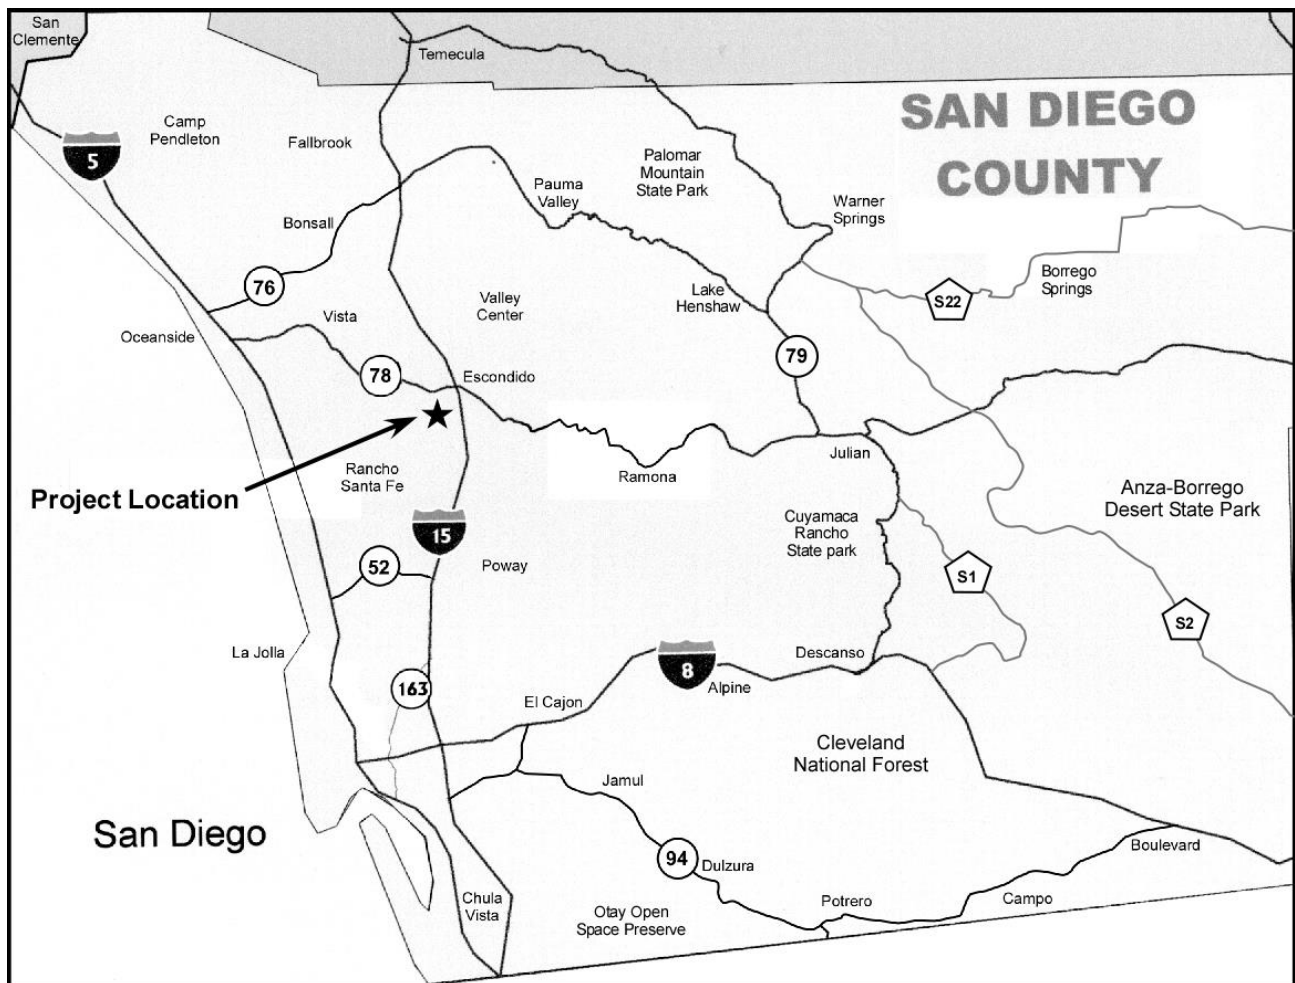 San
Clemente
Temecula
SAN DIEGO
COUNTY
Camp
Pendleton
5
Fallbrook
Palomar
Mountain
State Park
Pauma
Valley
Warner
Springs
Bonsall
76
Valley
Center
Lake
Henshaw
S22
Borrego
Springs
Oceanside
Vista
79
78
Escondido
Julian
Rancho
Santa Fe
Ramona
Project Location
Anza-Borrego
Desert State Park
15
Cuyamaca
Rancho
State park
52
Poway
S1
S2
La Jolla
Descanso
8
Alpine
163
El Cajon
Cleveland
National Forest
Jamul
San Diego
94
Dulzura
Boulevard
Chula
Vista
Otay Open
Space Preserve
Potrero
Campo